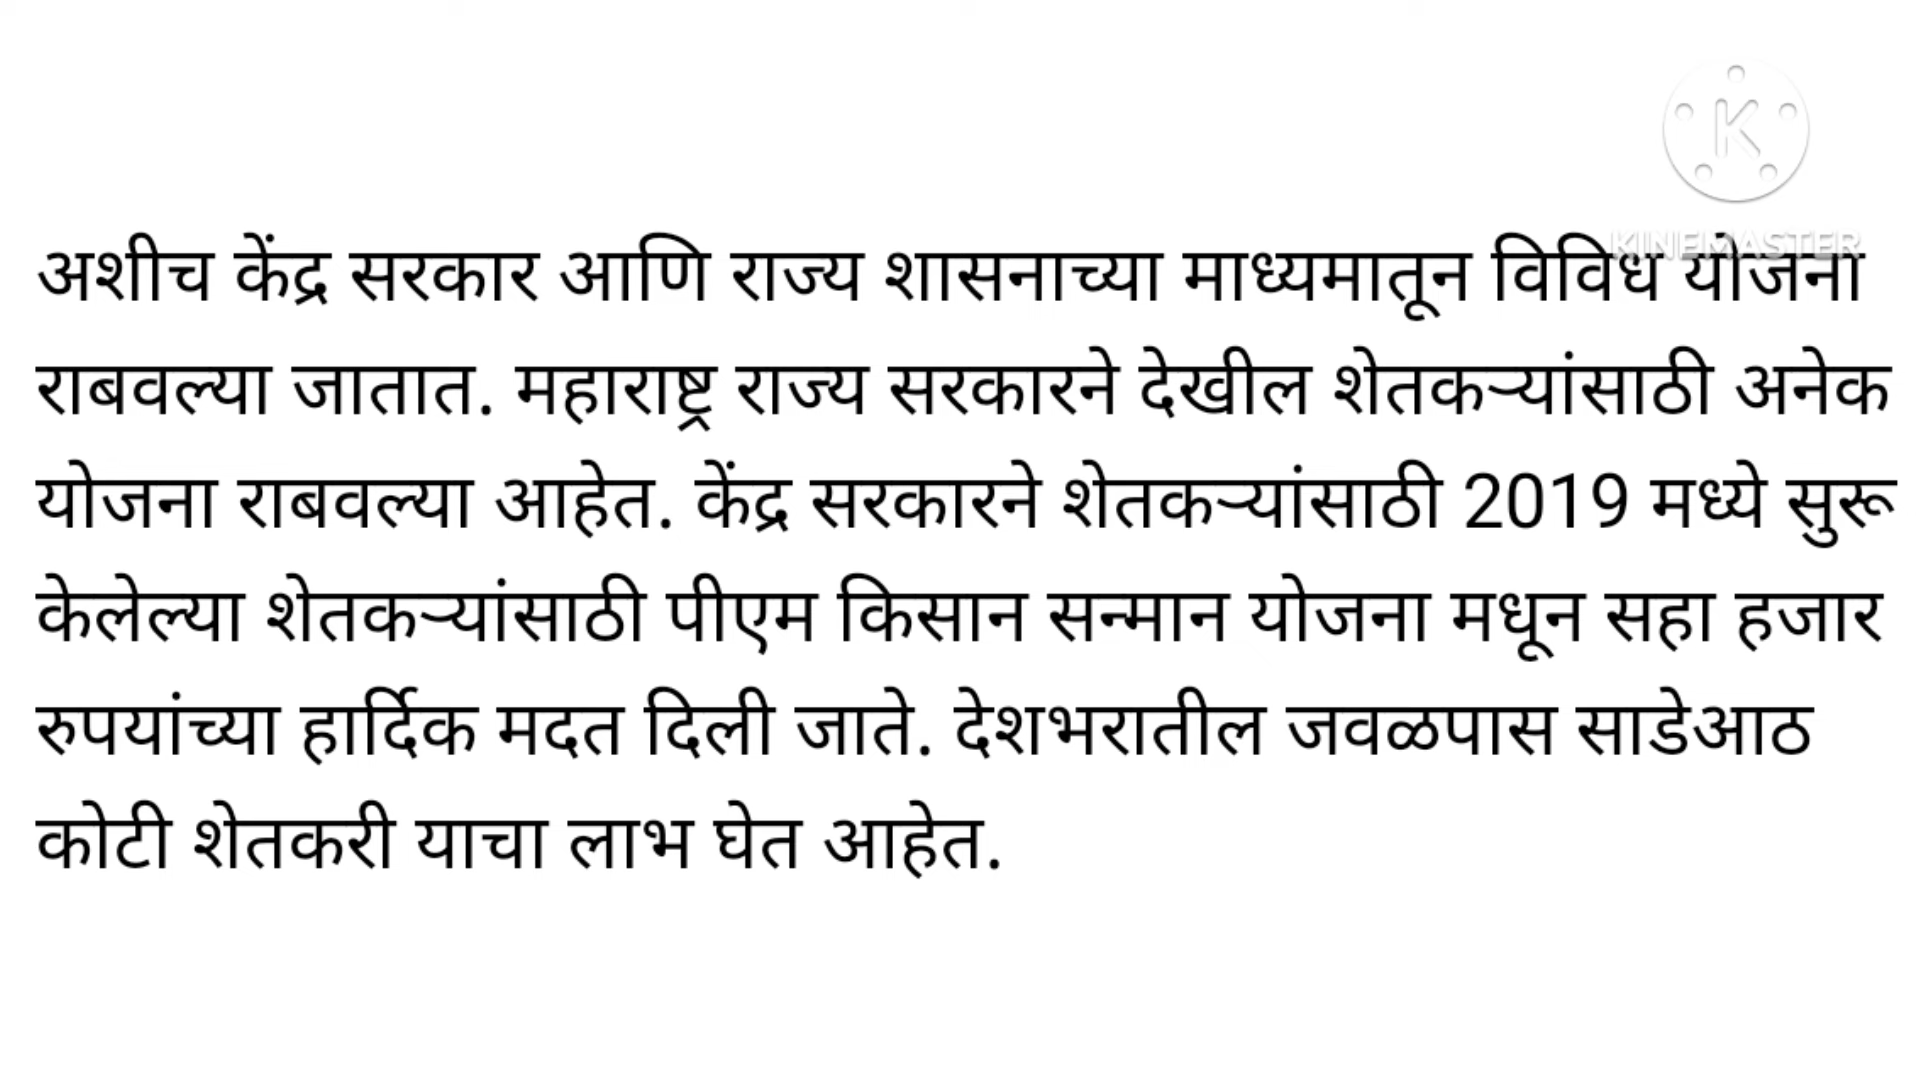 KINEMASTER
अशीच केंद्र सरकार आणि राज्य शासनाच्या माध्यमातून विविध योजना
राबवल्या जातात. महाराष्ट्र राज्य सरकारने देखील शेतकऱ्यांसाठी अनेक
योजना राबवल्या आहेत. केंद्र सरकारने शेतकऱ्यांसाठी 2019 मध्ये सुरू
केलेल्या शेतकऱ्यांसाठी पीएम किसान सन्मान योजना मधून सहा हजार
रुपयांच्या हार्दिक मदत दिली जाते. देशभरातील जवळपास साडेआठ
कोटी शेतकरी याचा लाभ घेत आहेत.